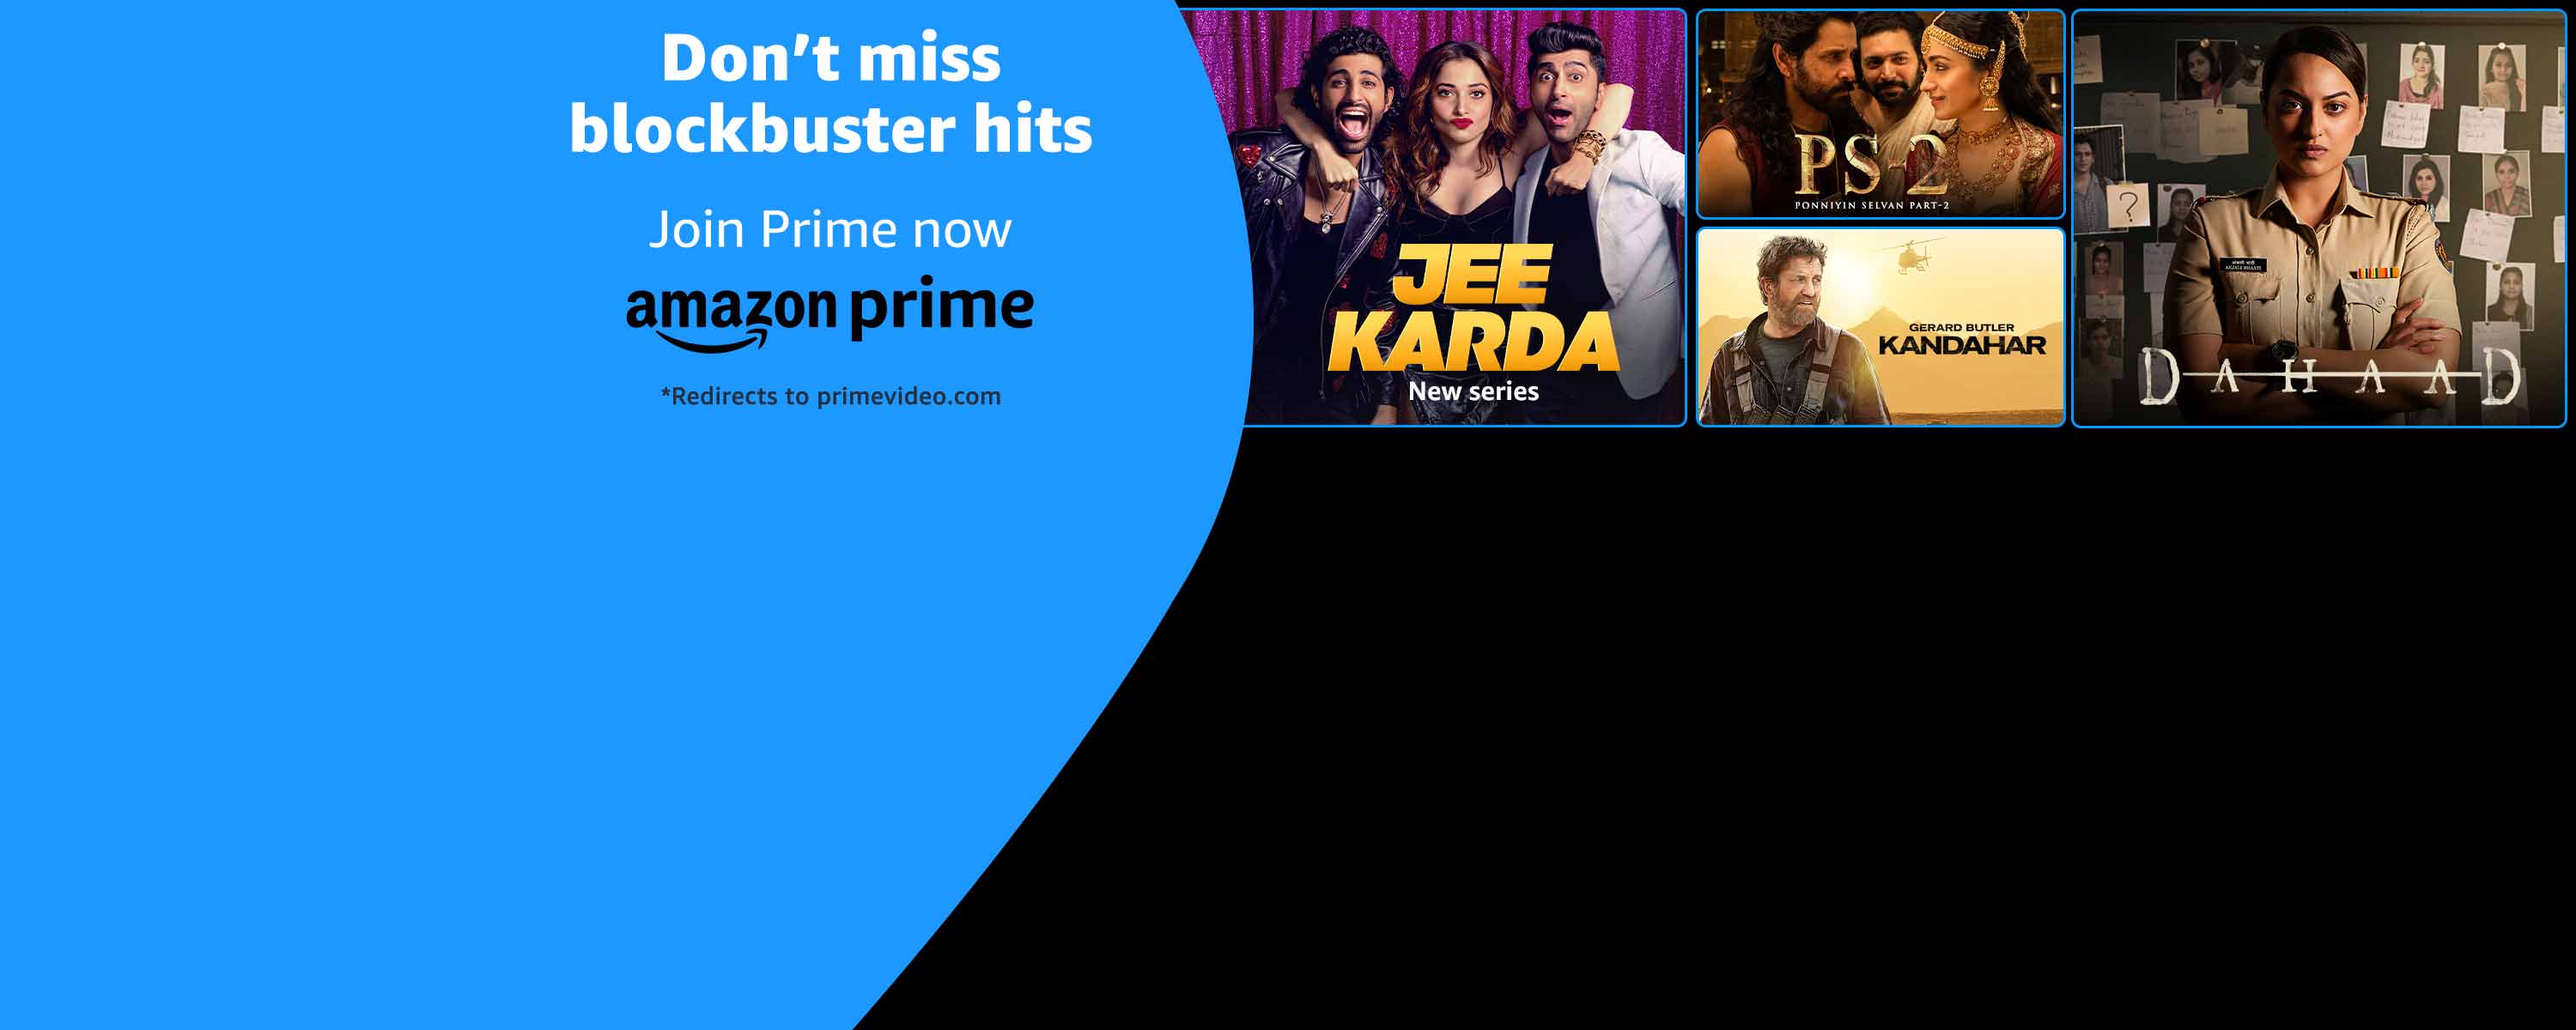 Don’t miss
blockbuster hits
Join Prime now
amazon prime
*Redirects to primevideo.com
JEE
KARDA
New series
PS-2
PONNIYIN SELVAN PART-2
GERARD BUTLER
KANDAHAR
?
DAHAAD